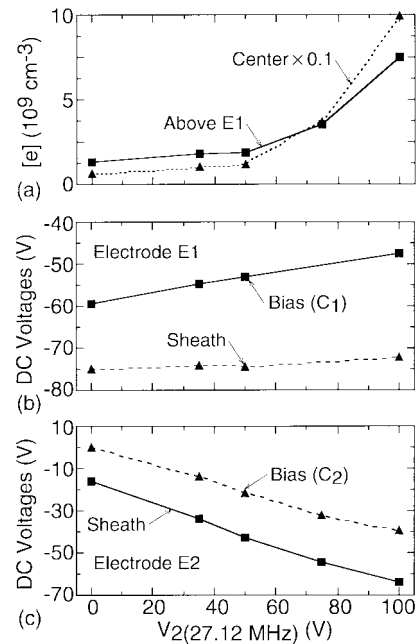 10
Center × 0.1
5
Above E1
[e] (10⁹ cm-3)
0
(a)
-40
Electrode E1
-50
Bias (C₁)
-60
Sheath
-70
DC Voltages (V)
-80
(b)
10
-10
Bias (C₂)
-30
Sheath
-50
Electrode E2
DC Voltages (V)
-70
(c)
0 20 40 60 80 100
V₂(27.12 MHz) (V)